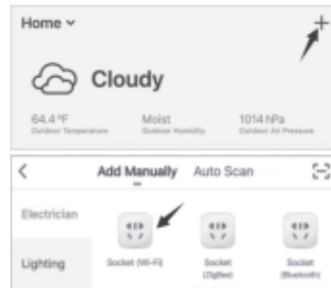 Home
Cloudy
64.4 °F Moist 1014 hPa
Outdoor Temperature Outdoor Humidity Outdoor Air Pressure
Add Manually Auto Scan
Electrician
Lighting
Socket (Wi-Fi) Socket (ZigBee) Socket (Bluetooth)